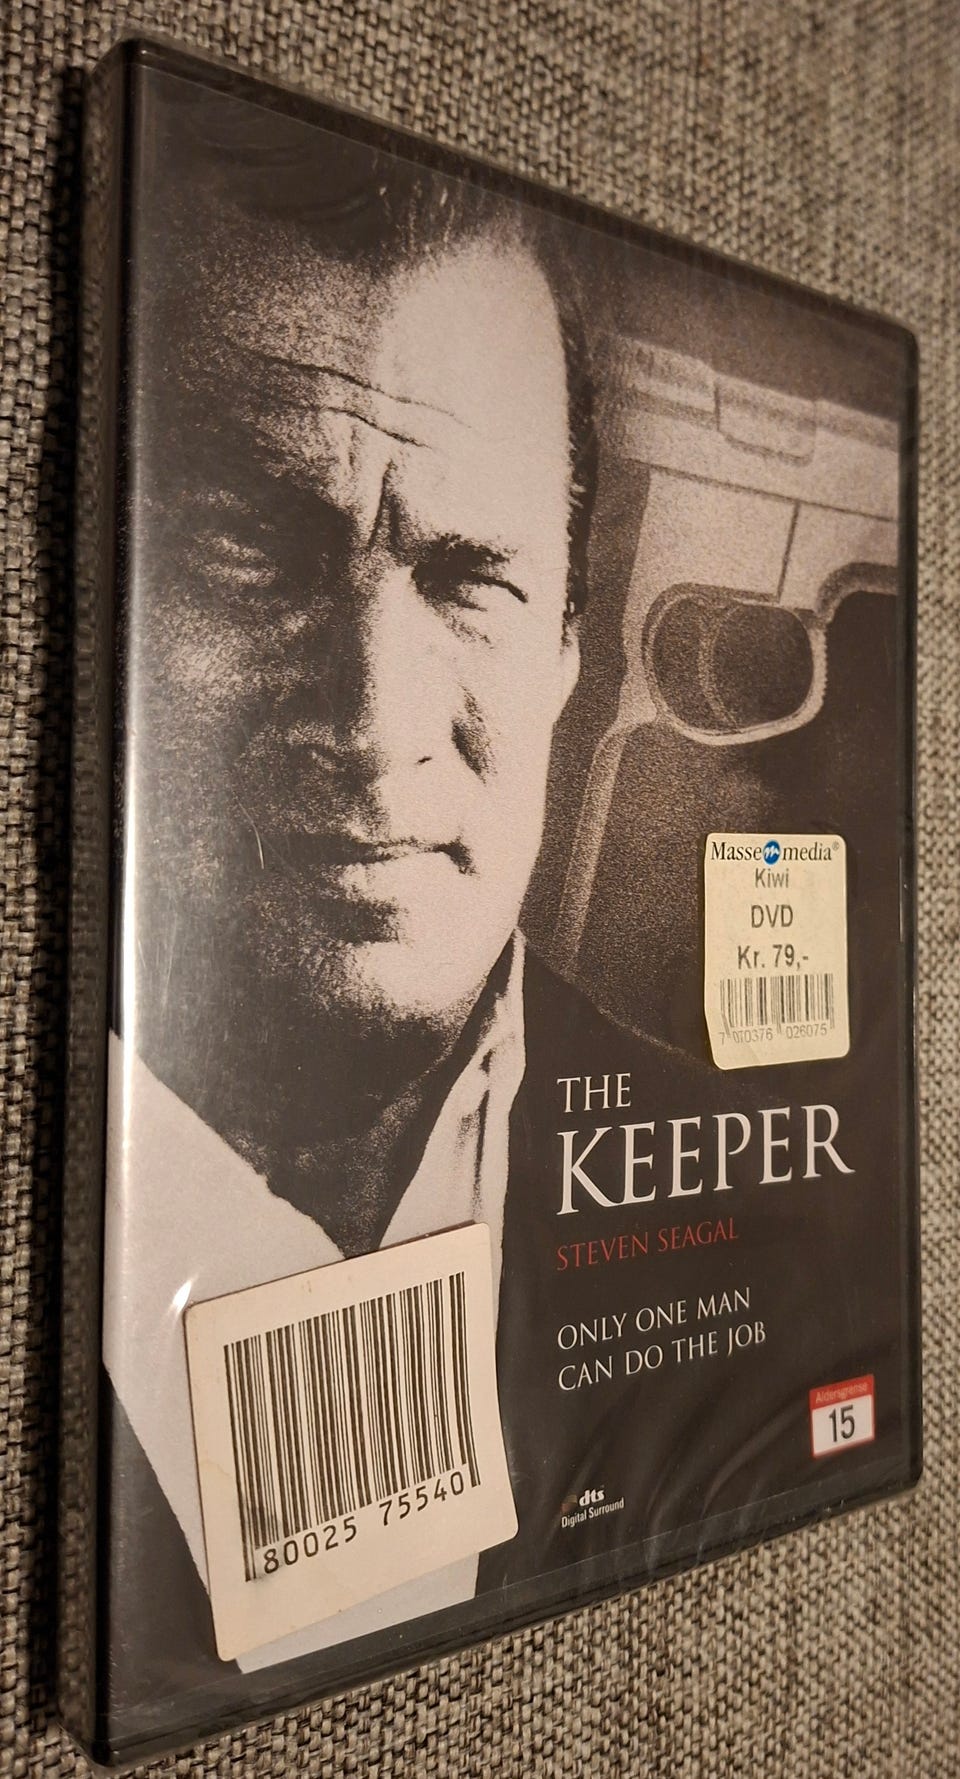 Masse m media®
Kiwi
DVD
Kr. 79,-
7 070376 026075
THE
KEEPER
STEVEN SEAGAL
ONLY ONE MAN
CAN DO THE JOB
Aldersgrense
15
dts
Digital Surround
80025 75540